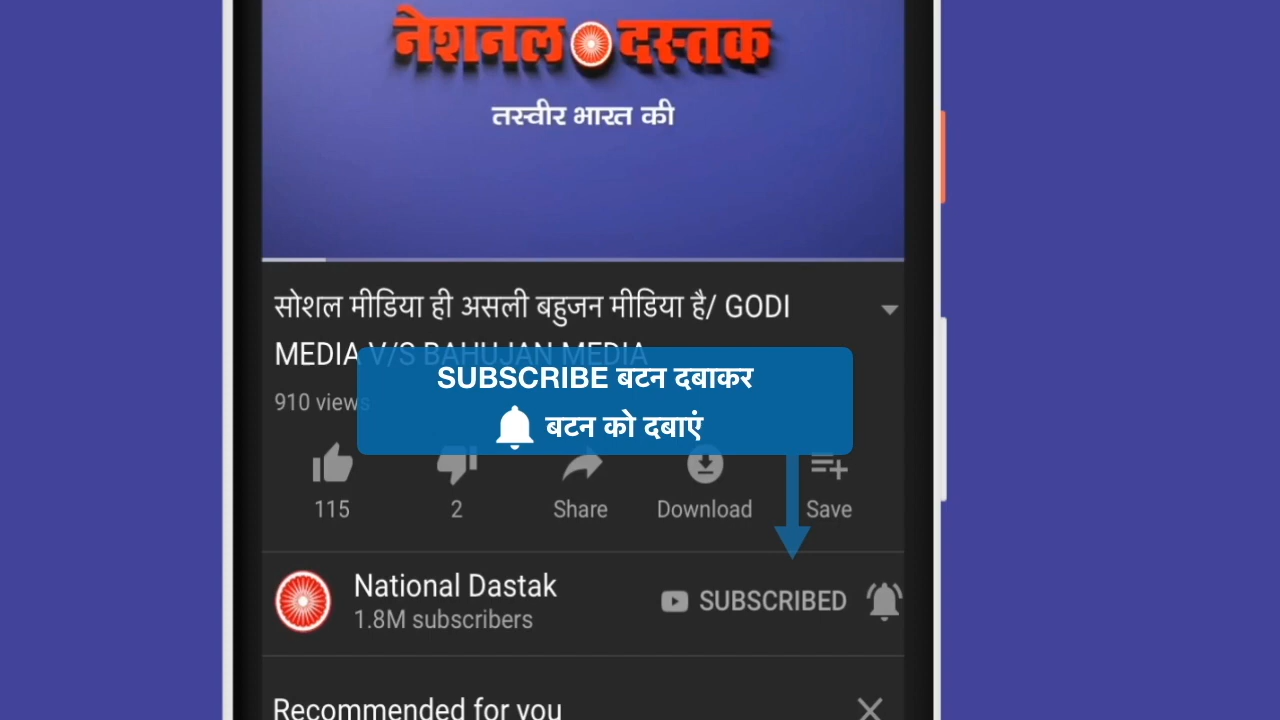 नेशनल दस्तक
तस्वीर भारत की
सोशल मीडिया ही असली बहुजन मीडिया है/ GODI
MEDIA V/S BAHUJAN MEDIA
910 views
SUBSCRIBE बटन दबाकर
बटन को दबाएं
115
2
Share
Download
Save
National Dastak
1.8M subscribers
SUBSCRIBED
Recommended for you